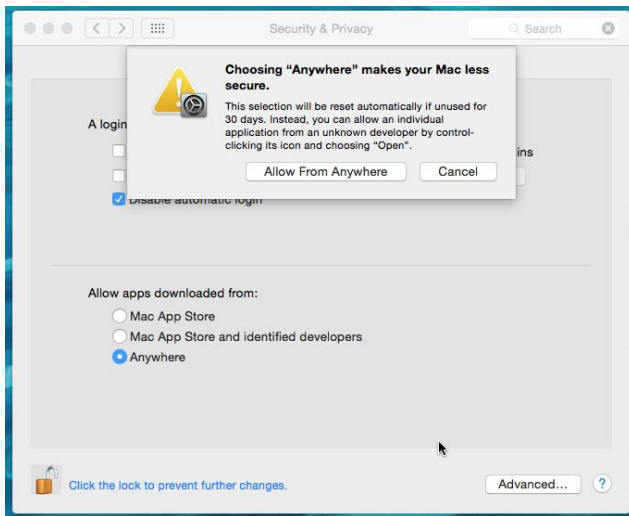 Security & Privacy
Search
Choosing “Anywhere” makes your Mac less
secure.
This selection will be reset automatically if unused for
30 days. Instead, you can allow an individual
application from an unknown developer by control-
clicking its icon and choosing “Open”.
Allow From Anywhere
Cancel
A login
ins
Disable automatic login
Allow apps downloaded from:
Mac App Store
Mac App Store and identified developers
Anywhere
Click the lock to prevent further changes.
Advanced...
?